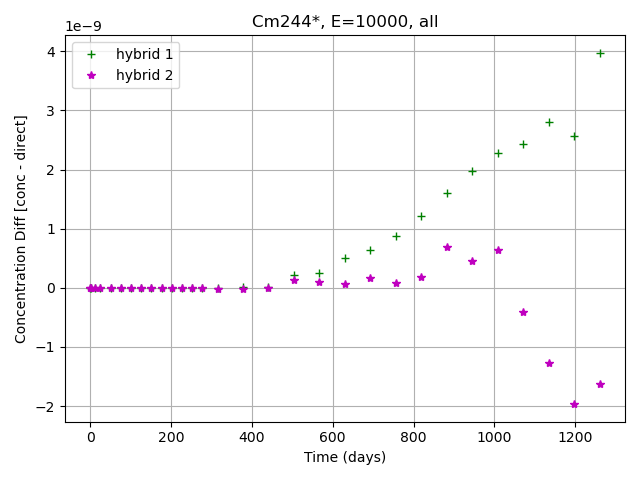 Cm244*, E=10000, all
1e−9
hybrid 1
hybrid 2
Concentration Diff [conc - direct]
4
3
2
1
0
−1
−2
0 200 400 600 800 1000 1200
Time (days)